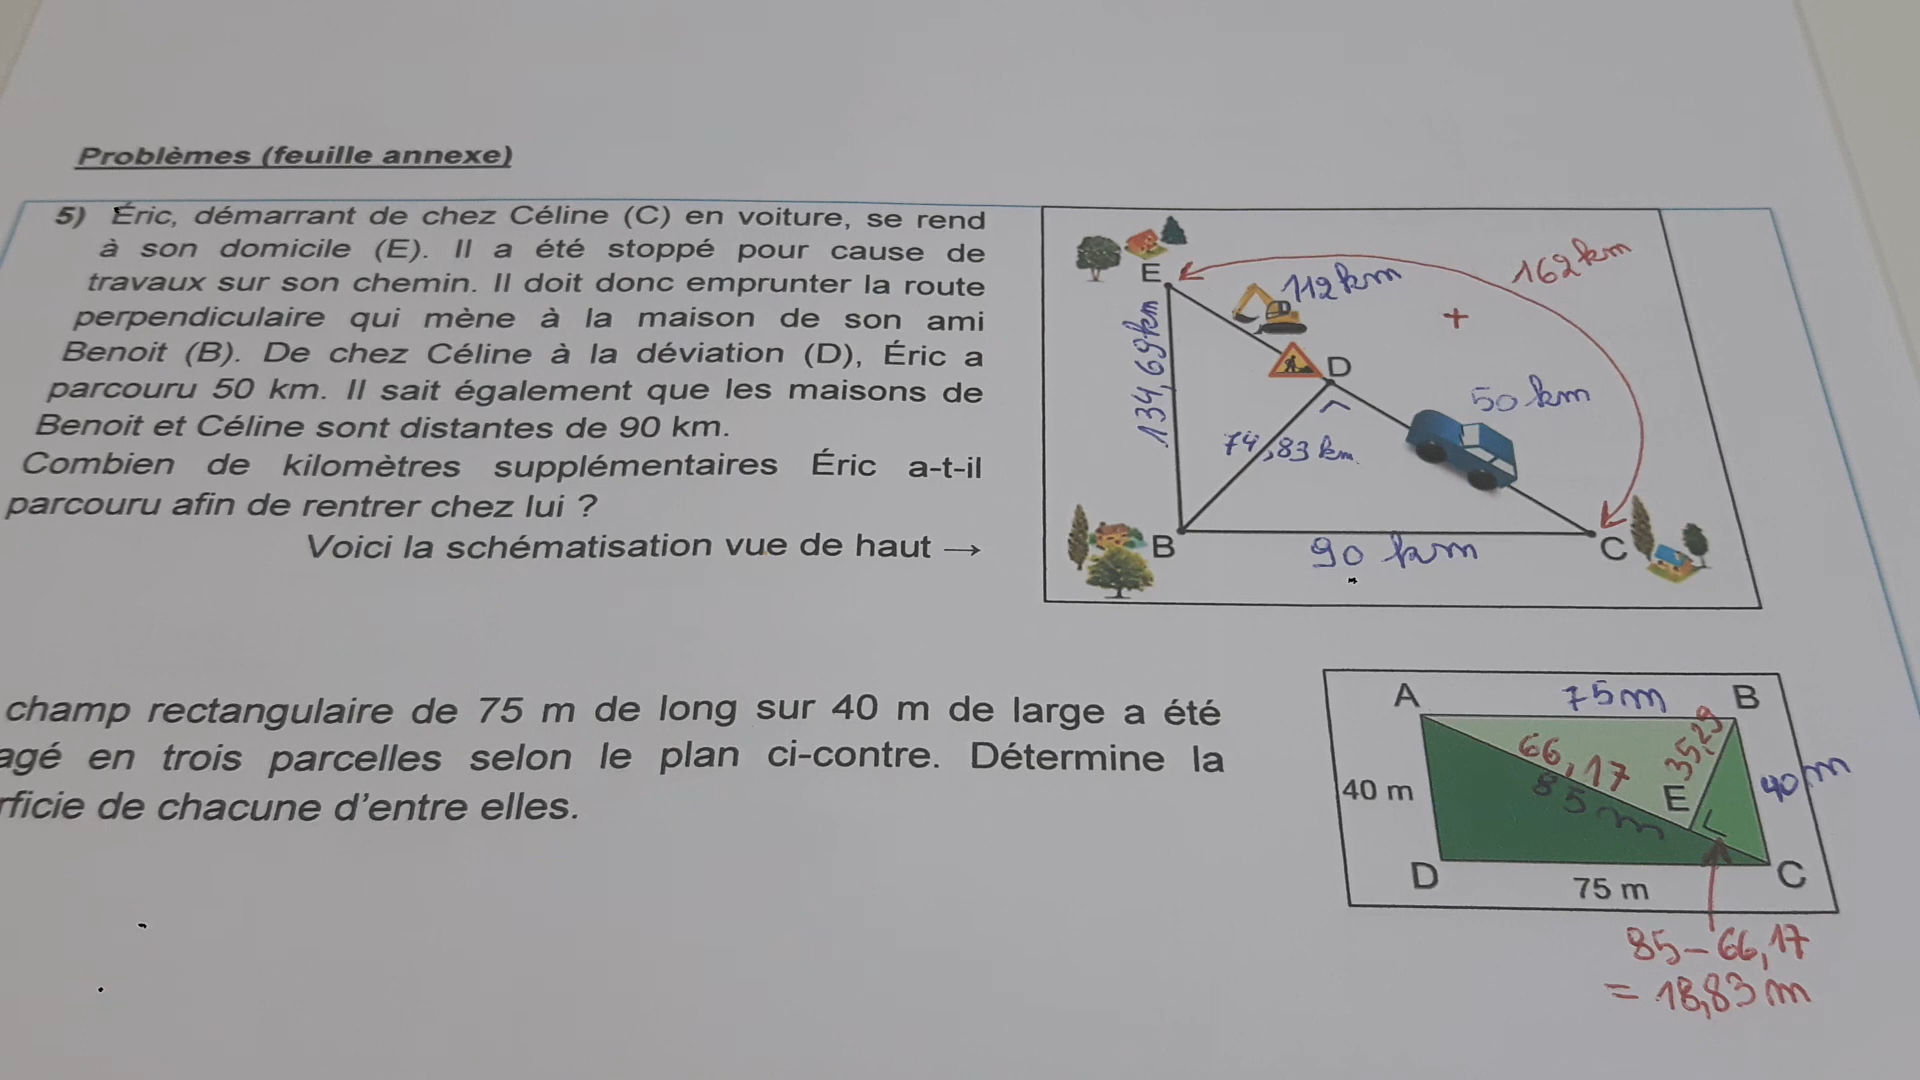 Problèmes (feuille annexe)
5) Éric, démarrant de chez Céline (C) en voiture, se rend
à son domicile (E). Il a été stoppé pour cause de
travaux sur son chemin. Il doit donc emprunter la route
perpendiculaire qui mène à la maison de son ami
Benoit (B). De chez Céline à la déviation (D), Éric a
parcouru 50 km. Il sait également que les maisons de
Benoit et Céline sont distantes de 90 km.
Combien de kilomètres supplémentaires Éric a-t-il
parcouru afin de rentrer chez lui ?
Voici la schématisation vue de haut →
E
112 km
162 km
+
134,69 km
D
50 km
74,83 km
B
90 km
C
champ rectangulaire de 75 m de long sur 40 m de large a été
agé en trois parcelles selon le plan ci-contre. Détermine la
rficie de chacune d'entre elles.
A
75 m
B
66,17
35,29
40 m
85 m
E
40 m
D
75 m
C
85 - 66,17
= 18,83 m